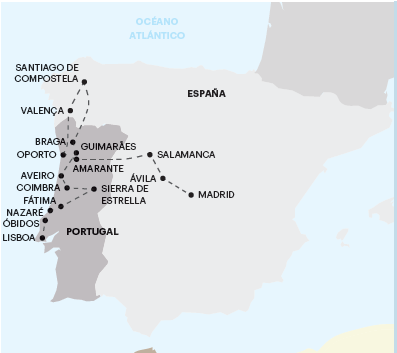 OCÉANO
ATLÁNTICO
SANTIAGO DE
COMPOSTELA
ESPAÑA
VALENÇA
BRAGA
GUIMARÃES
OPORTO
SALAMANCA
AMARANTE
AVEIRO
ÁVILA
COIMBRA
SIERRA DE
ESTRELLA
MADRID
FÁTIMA
NAZARÉ
ÓBIDOS
PORTUGAL
LISBOA